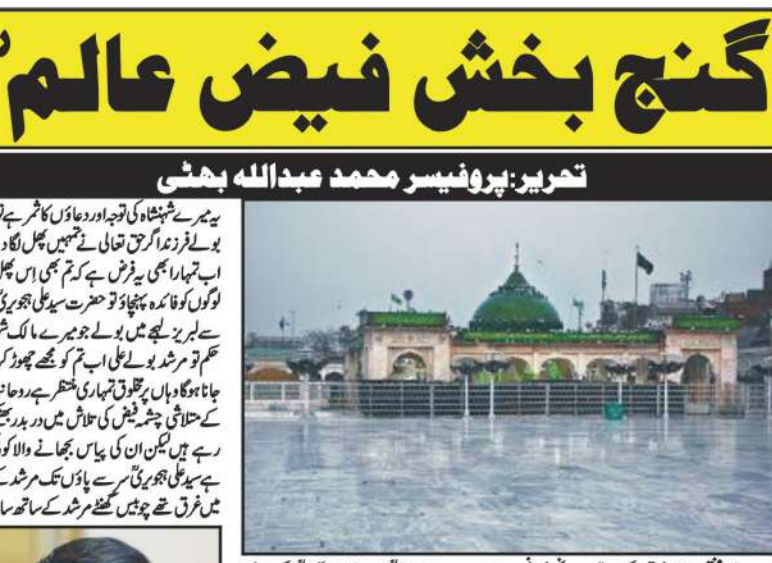 گنج بخش فیض عالم
تحریر:پروفیسر محمد عبداللہ بھٹی
یہ میرے شہنشاہ کی توجہ اور دعاؤں کا ثمر ہے
بولے فرزند اگر حق تعالی نے تمہیں پھل لگا
اب تمہارا بھی یہ فرض ہے کہ تم بھی اِس پھل
لوگوں کو فائدہ پہنچاؤ تو حضرت سید علی ہجویریؒ
سے لبریز لہجے میں بولے جو میرے مالک
حکم تو مرشد بولے علی اب تم کو مجھے چھوڑ کر
جانا ہوگا وہاں پر مخلوق تمہاری منتظر ہے
کے متلاشی چشمہ فیض کی تلاش میں در بدر
رہے ہیں لیکن ان کی پیاس بجھانے والا
ہے سید علی ہجویریؒ سر سے پاؤں تک مرشد
میں غرق تھے چوبیس گھنٹے مرشد کے ساتھ